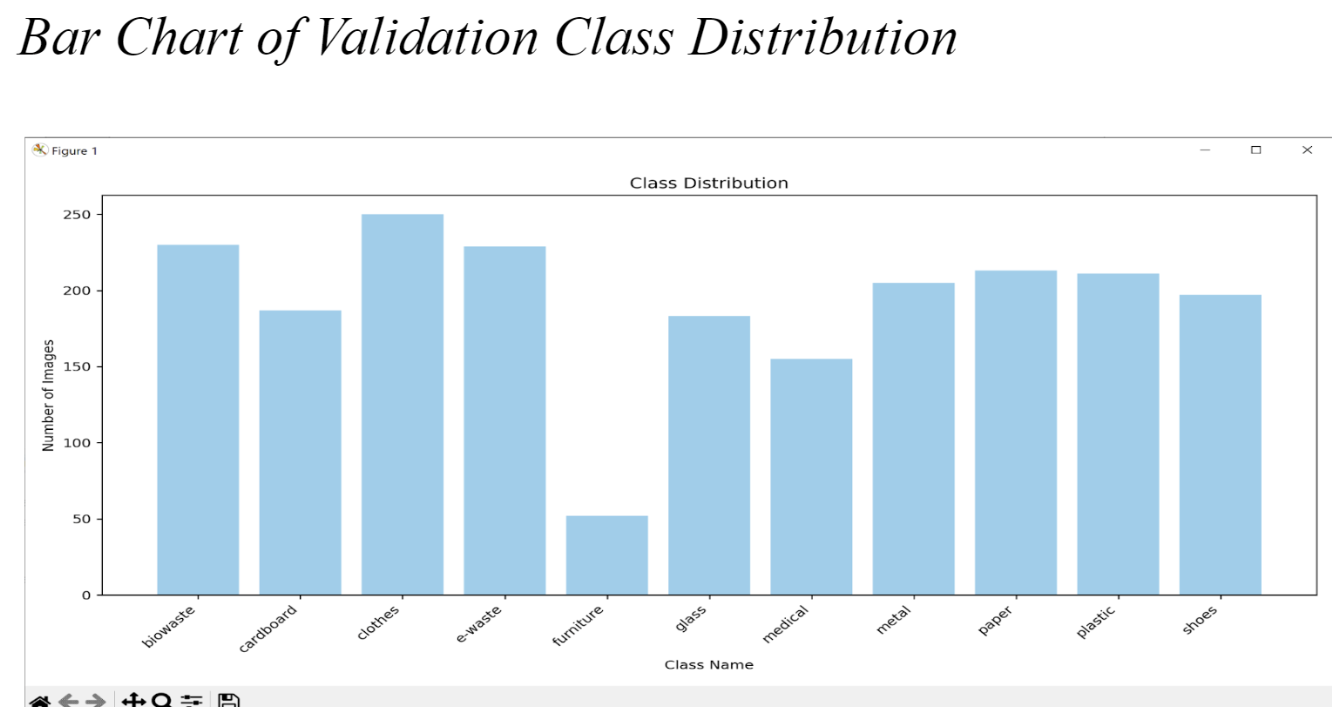 Bar Chart of Validation Class Distribution
Figure 1
Class Distribution
250
200
150
100
50
0
Number of Images
biowaste
cardboard
clothes
e-waste
furniture
glass
medical
metal
paper
plastic
shoes
Class Name